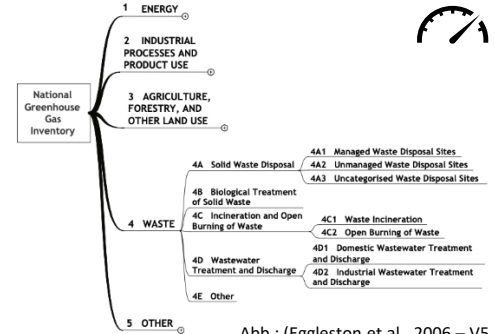 1 ENERGY
2 INDUSTRIAL
PROCESSES AND
PRODUCT USE
National
Greenhouse
Gas
Inventory
3 AGRICULTURE,
FORESTRY, AND
OTHER LAND USE
4 WASTE
4A Solid Waste Disposal
4A1 Managed Waste Disposal Sites
4A2 Unmanaged Waste Disposal Sites
4A3 Uncategorised Waste Disposal Sites
4B Biological Treatment
of Solid Waste
4C Incineration and Open
Burning of Waste
4C1 Waste Incineration
4C2 Open Burning of Waste
4D Wastewater
Treatment and Discharge
4D1 Domestic Wastewater Treatment
and Discharge
4D2 Industrial Wastewater Treatment
and Discharge
4E Other
5 OTHER
Abb.: (Eggleston et al., 2006 – V5